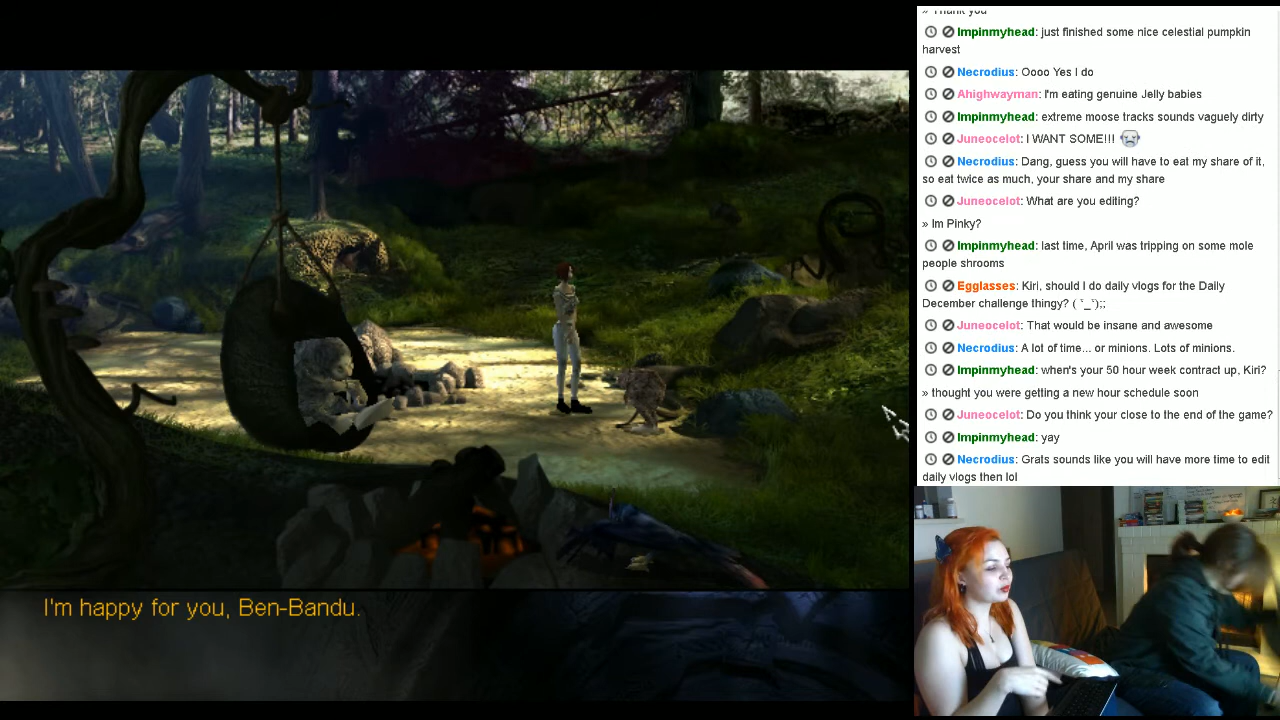 » Thank you
Impinmyhead: just finished some nice celestial pumpkin
harvest
Necrodius: Oooo Yes I do
Ahighwayman: I'm eating genuine Jelly babies
Impinmyhead: extreme moose tracks sounds vaguely dirty
Juneocelot: I WANT SOME!!!
Necrodius: Dang, guess you will have to eat my share of it,
so eat twice as much, your share and my share
Juneocelot: What are you editing?
» Im Pinky?
Impinmyhead: last time, April was tripping on some mole
people shrooms
Egglasses: Kiri, should I do daily vlogs for the Daily
December challenge thingy? ( ˘_˘);;
Juneocelot: That would be insane and awesome
Necrodius: A lot of time... or minions. Lots of minions.
Impinmyhead: when's your 50 hour week contract up, Kiri?
» thought you were getting a new hour schedule soon
Juneocelot: Do you think your close to the end of the game?
Impinmyhead: yay
Necrodius: Grats sounds like you will have more time to edit
daily vlogs then lol
I'm happy for you, Ben-Bandu.